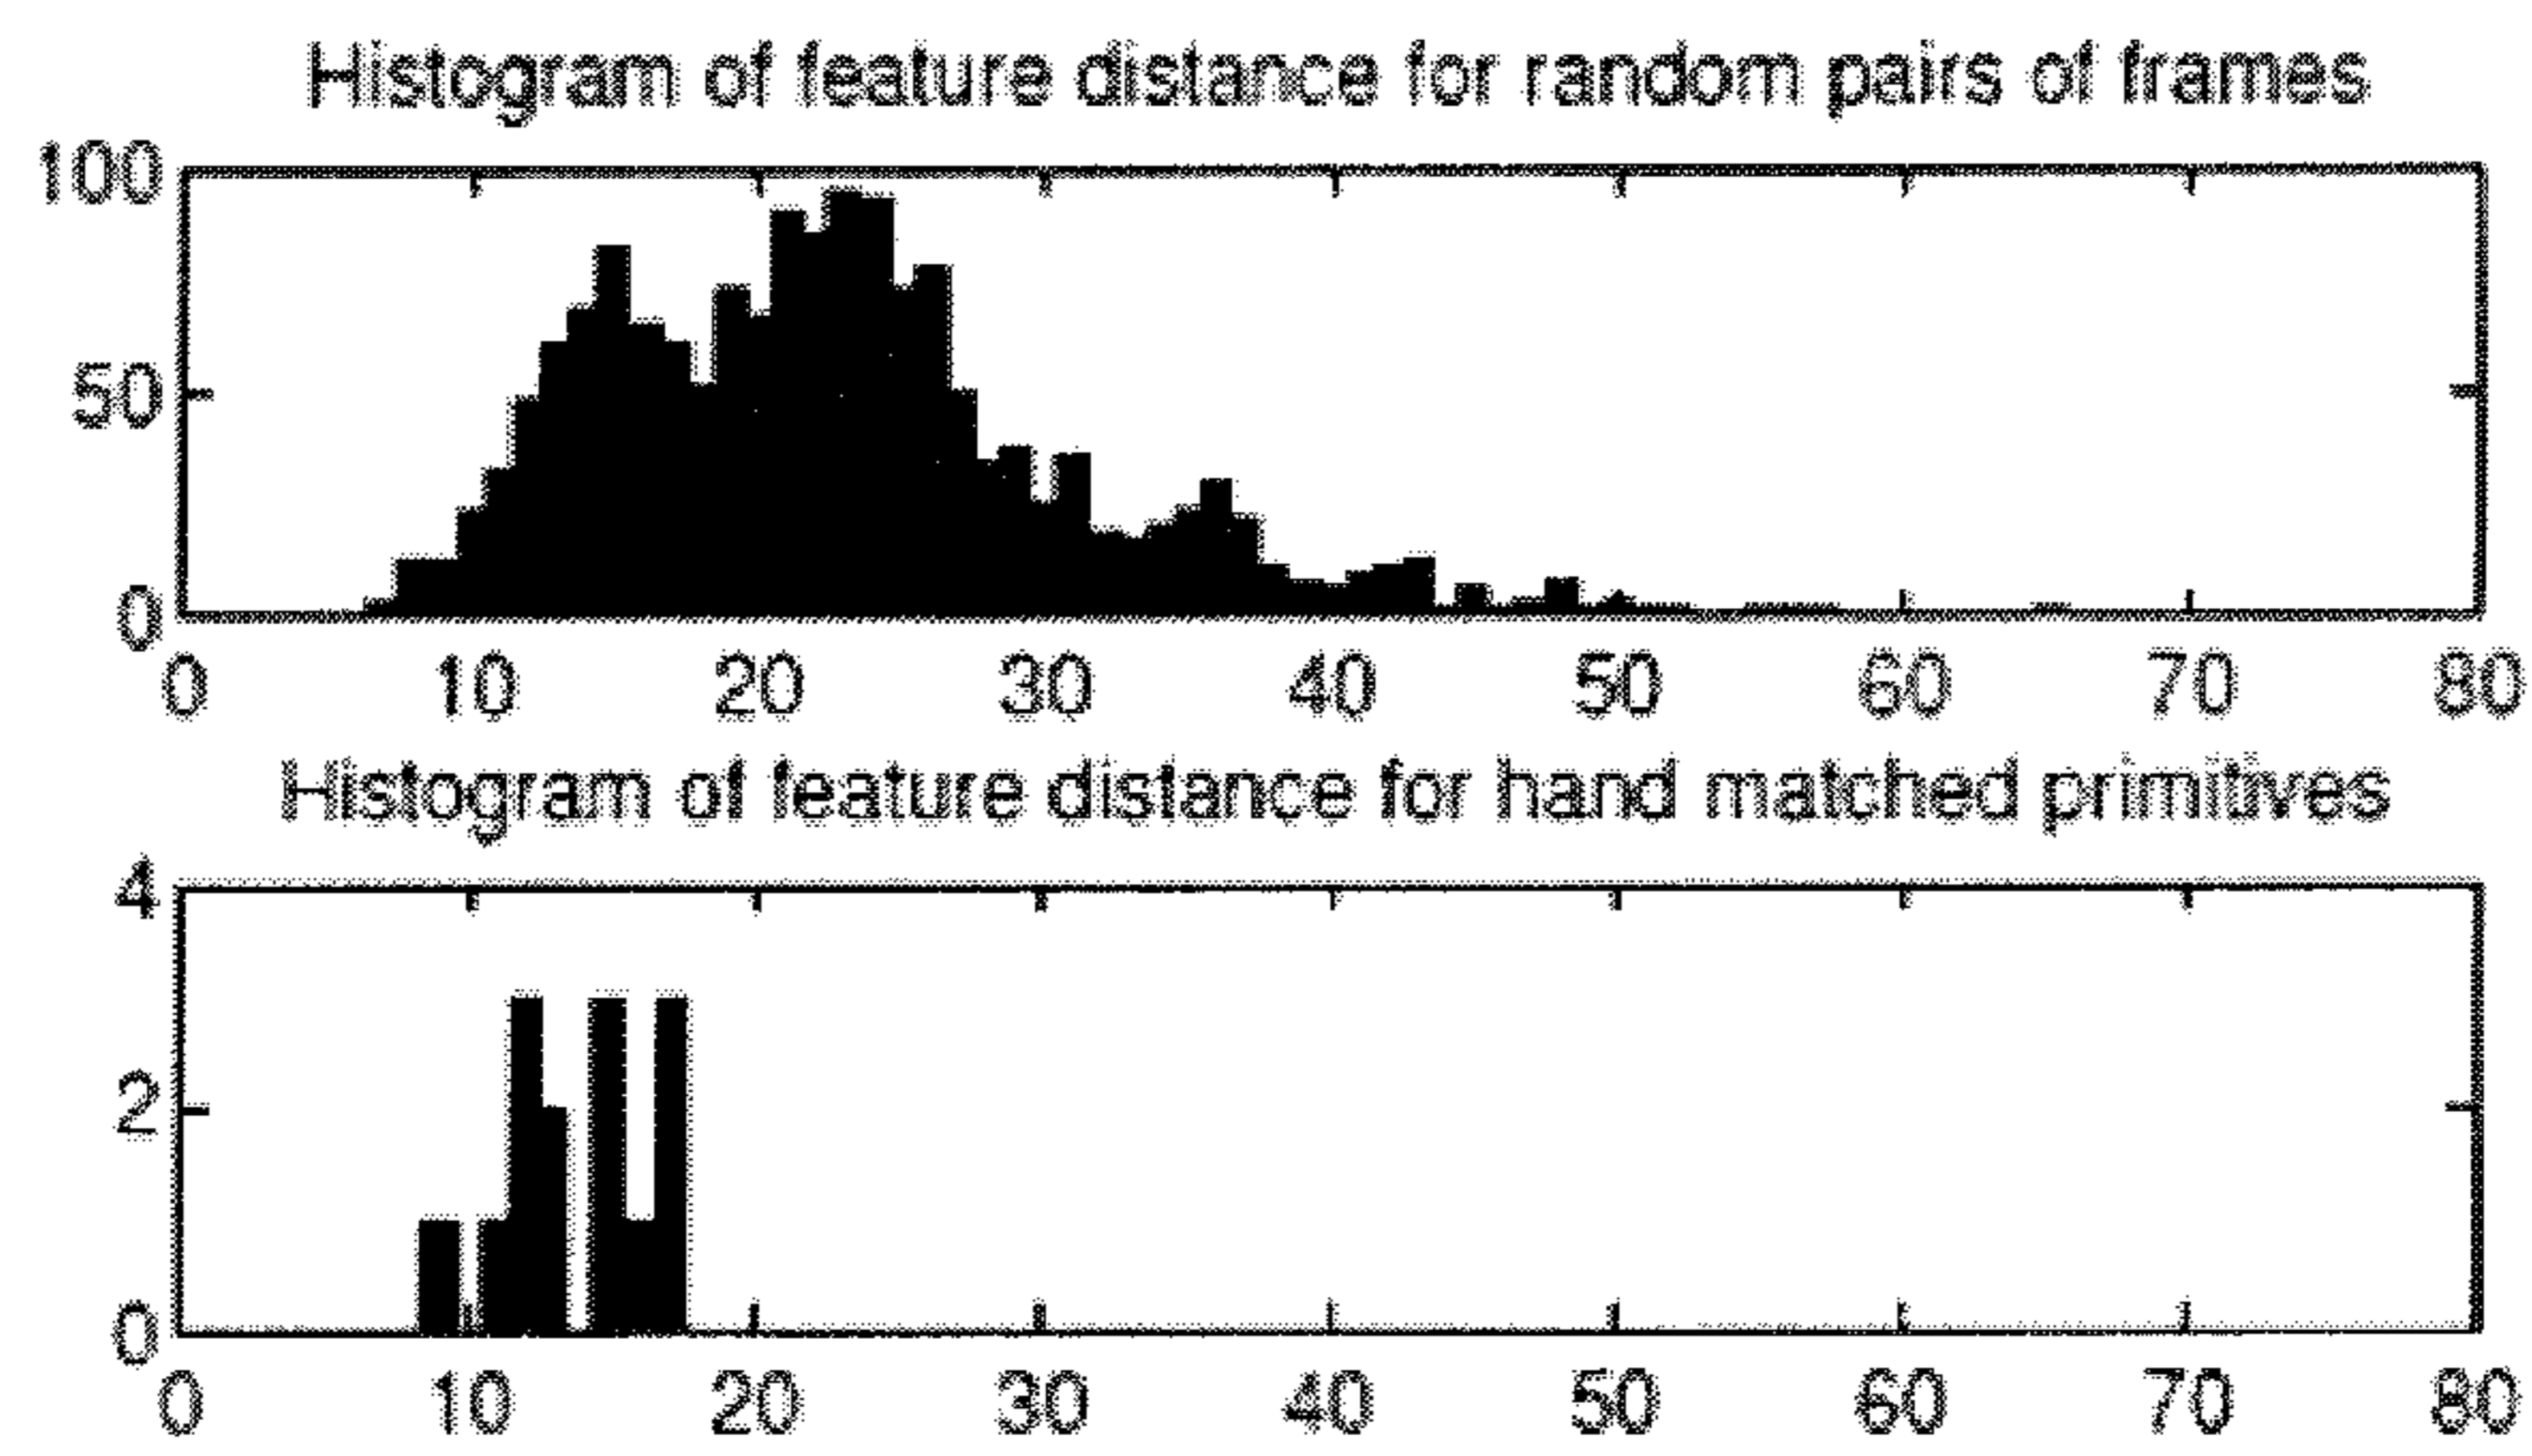 Histogram of feature distance for random pairs of frames
100
50
0
0 10 20 30 40 50 60 70 80
Histogram of feature distance for hand matched primitives
4
2
0
0 10 20 30 40 50 60 70 80